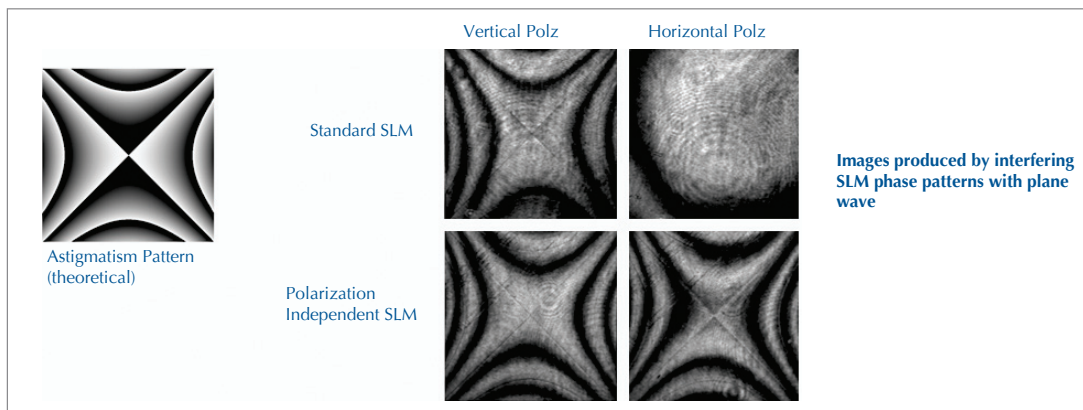 Vertical Polz
Horizontal Polz
Standard SLM
Images produced by interfering
SLM phase patterns with plane
wave
Astigmatism Pattern
(theoretical)
Polarization
Independent SLM